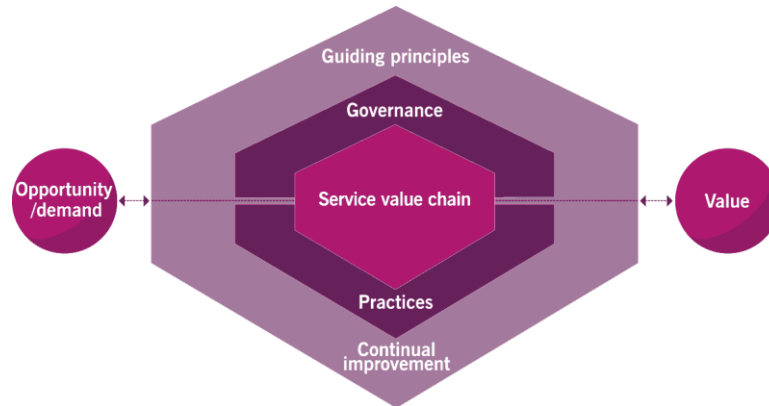 Guiding principles
Governance
Opportunity
/demand
Service value chain
Value
Practices
Continual
improvement